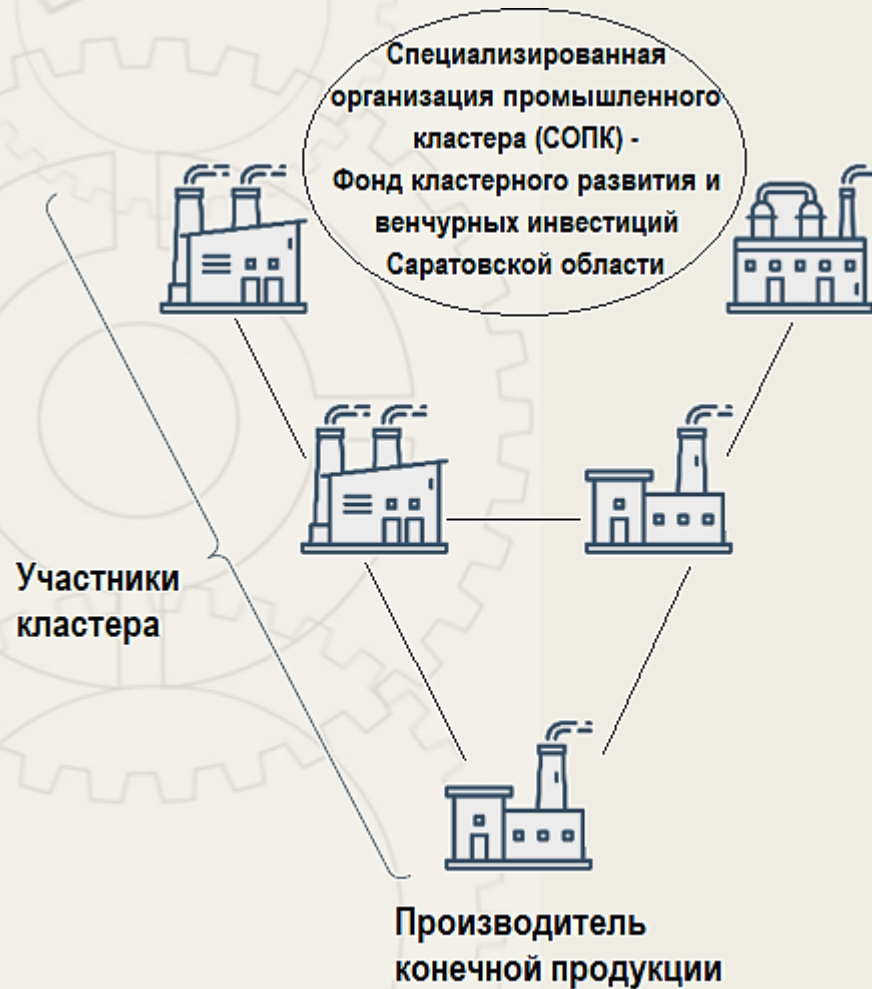 Специализированная
организация промышленного
кластера (СОПК) -
Фонд кластерного развития и
венчурных инвестиций
Саратовской области
Участники
кластера
Производитель
конечной продукции